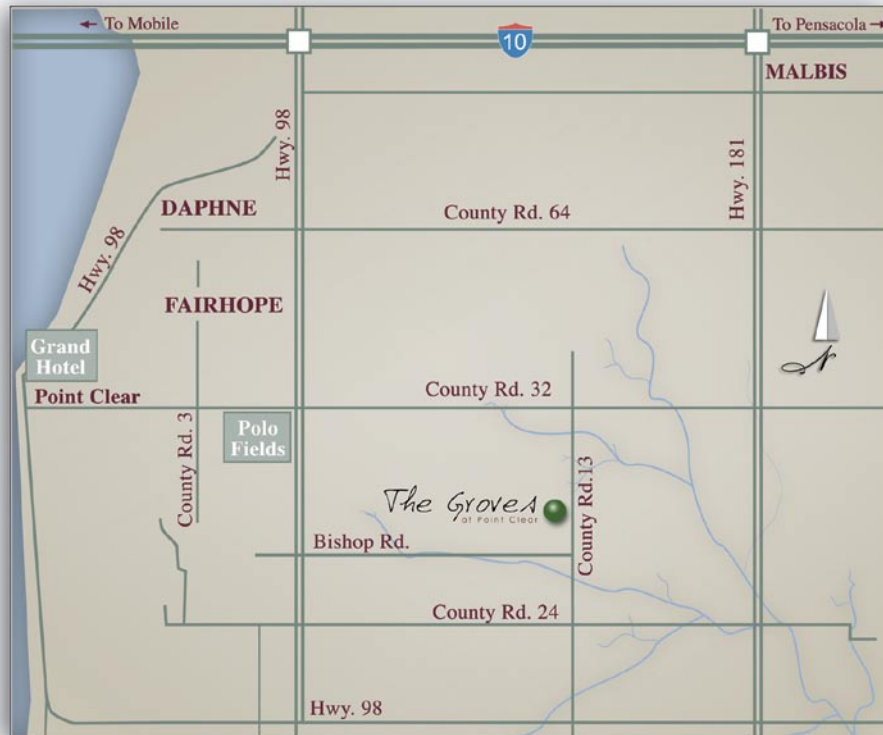 ← To Mobile
10
To Pensacola →
MALBIS
Hwy. 98
Hwy. 181
DAPHNE
County Rd. 64
Hwy. 98
FAIRHOPE
Grand
Hotel
N
Point Clear
County Rd. 32
County Rd. 3
Polo
Fields
County Rd.13
The Groves
at Point Clear
Bishop Rd.
County Rd. 24
Hwy. 98